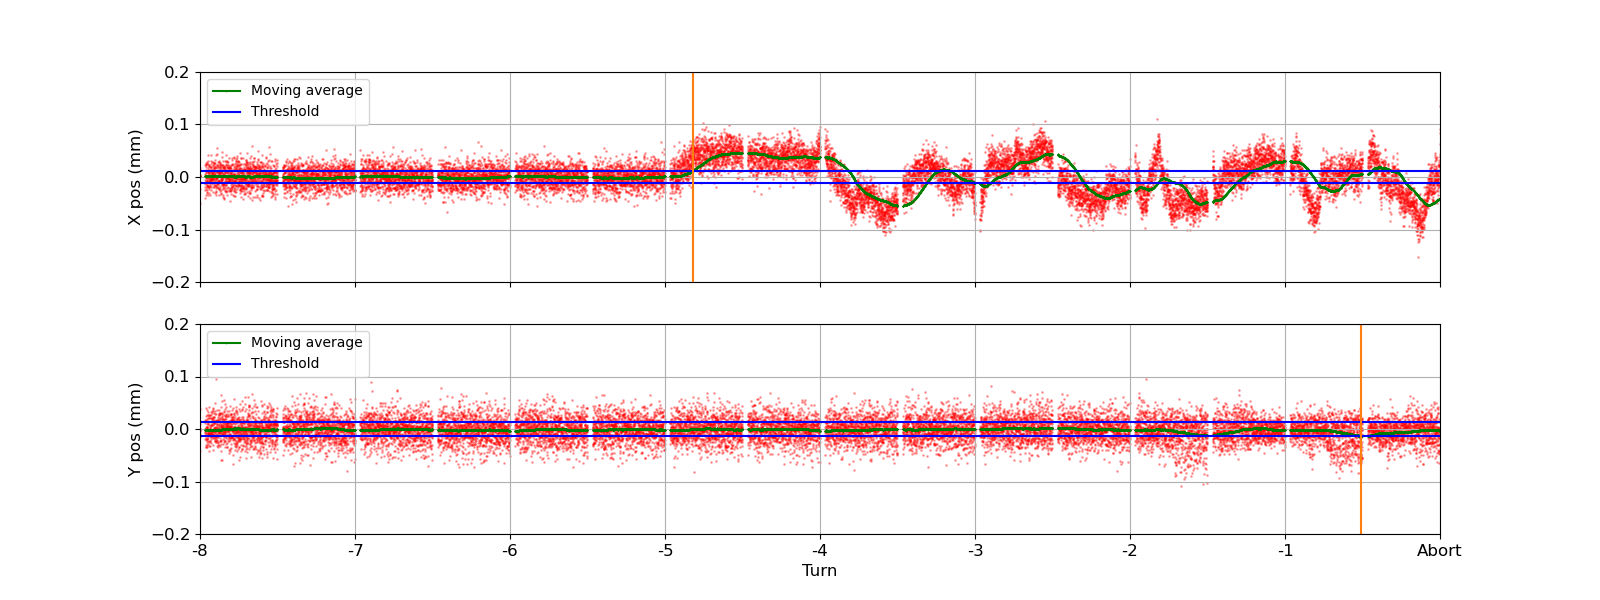 0.2
0.1
0.0
−0.1
−0.2
X pos (mm)
Moving average
Threshold
0.2
0.1
0.0
−0.1
−0.2
Y pos (mm)
Moving average
Threshold
-8 -7 -6 -5 -4 -3 -2 -1 Abort
Turn